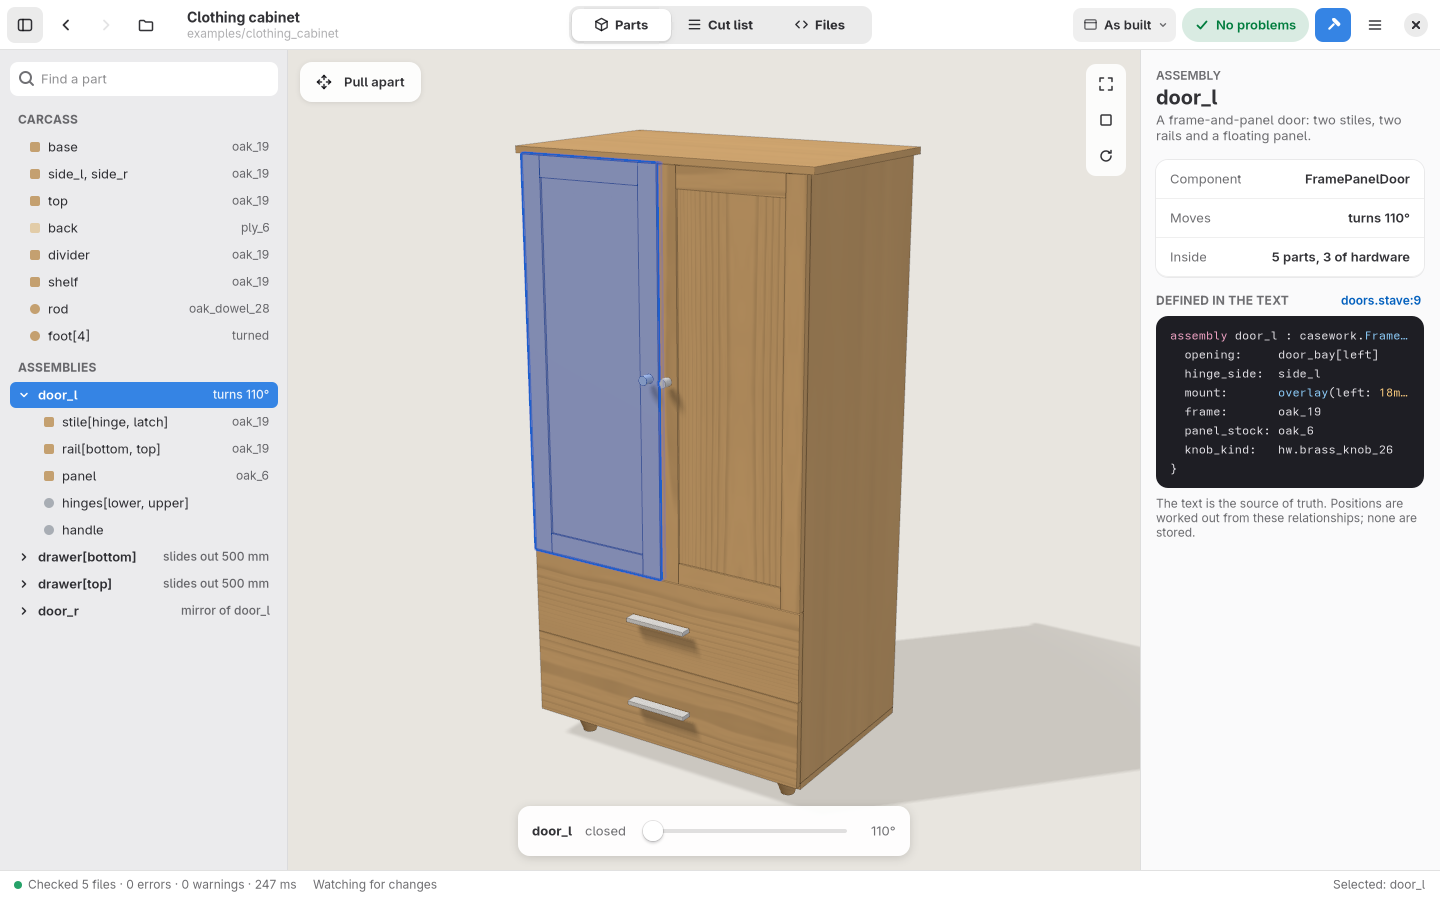 Clothing cabinet
examples/clothing_cabinet
Parts
Cut list
Files
As built
No problems
Find a part
CARCASS
base oak_19
side_l, side_r oak_19
top oak_19
back ply_6
divider oak_19
shelf oak_19
rod oak_dowel_28
foot[4] turned
ASSEMBLIES
door_l turns 110°
stile[hinge, latch] oak_19
rail[bottom, top] oak_19
panel oak_6
hinges[lower, upper]
handle
drawer[bottom] slides out 500 mm
drawer[top] slides out 500 mm
door_r mirror of door_l
Pull apart
door_l closed 110°
ASSEMBLY
door_l
A frame-and-panel door: two stiles, two
rails and a floating panel.
Component FramePanelDoor
Moves turns 110°
Inside 5 parts, 3 of hardware
DEFINED IN THE TEXT doors.stave:9
assembly door_l : casework.Frame…
opening: door_bay[left]
hinge_side: side_l
mount: overlay(left: 18m…
frame: oak_19
panel_stock: oak_6
knob_kind: hw.brass_knob_26
}
The text is the source of truth. Positions are
worked out from these relationships; none are
stored.
Checked 5 files · 0 errors · 0 warnings · 247 ms Watching for changes
Selected: door_l